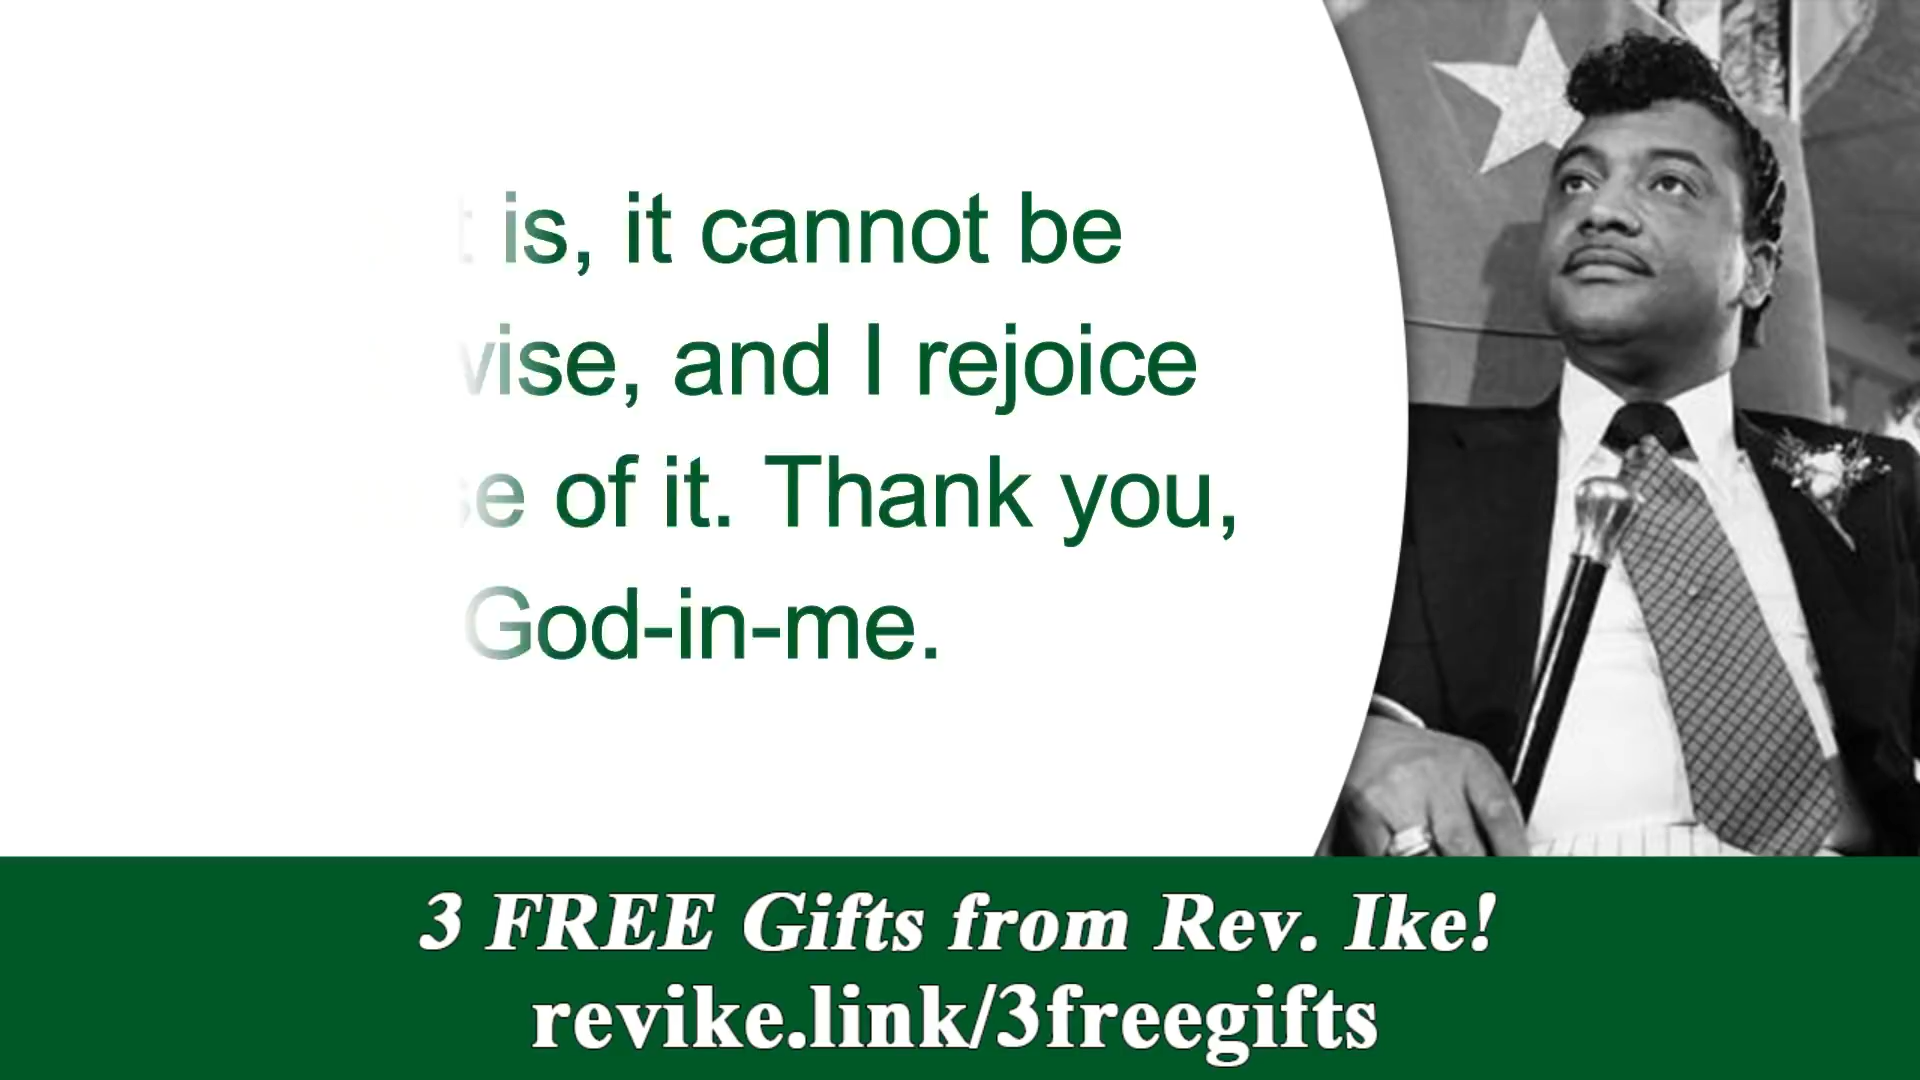 is, it cannot be
wise, and I rejoice
of it. Thank you,
God-in-me.
3 FREE Gifts from Rev. Ike!
revike.link/3freegifts